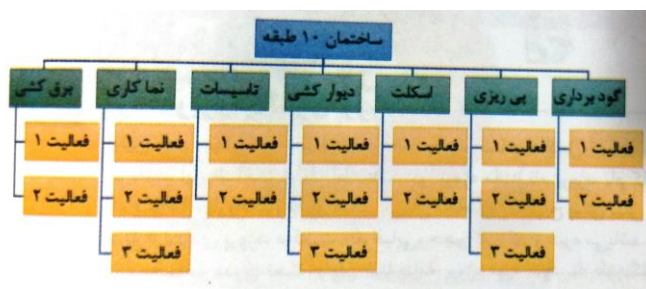 ساختمان ۱۰ طبقه
گودبرداری
پی ریزی
اسکلت
دیوار کشی
تاسیسات
نما کاری
برق کشی
فعالیت ۱
فعالیت ۱
فعالیت ۱
فعالیت ۱
فعالیت ۱
فعالیت ۱
فعالیت ۱
فعالیت ۲
فعالیت ۲
فعالیت ۲
فعالیت ۲
فعالیت ۲
فعالیت ۲
فعالیت ۲
فعالیت ۳
فعالیت ۳
فعالیت ۳